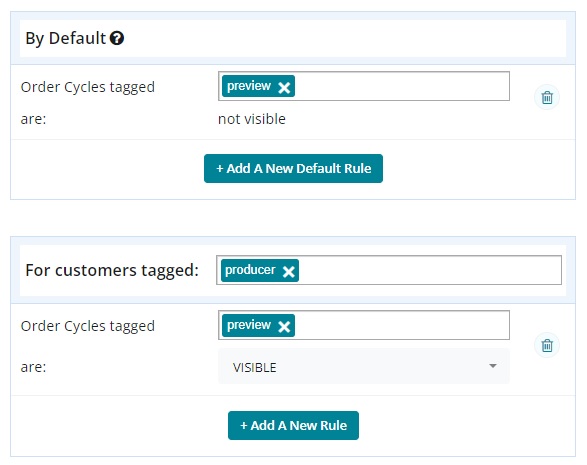 By Default ?
Order Cycles tagged preview
are: not visible
+ Add A New Default Rule
For customers tagged: producer
Order Cycles tagged preview
are: VISIBLE
+ Add A New Rule